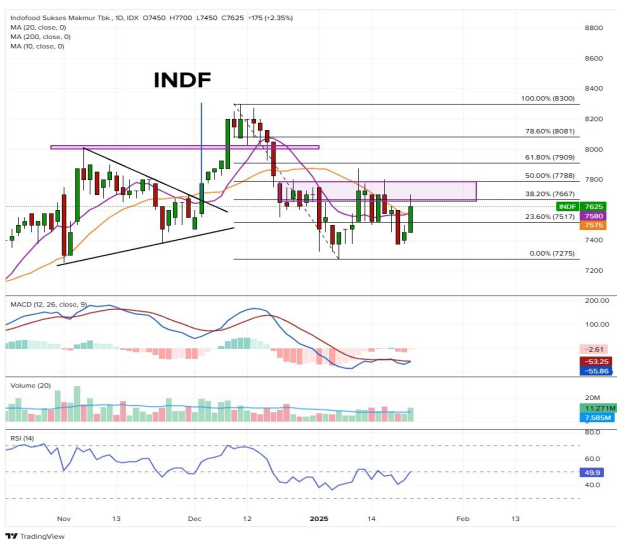 Indofood Sukses Makmur Tbk., 1D, IDX O7450 H7700 L7450 C7625 +175 (+2.35%)
MA (20, close, 0)
MA (200, close, 0)
MA (10, close, 0)
INDF
8800
8600
8400
100.00% (8300)
8200
78.60% (8081)
8000
61.80% (7909)
50.00% (7788)
7800
38.20% (7667)
INDF 7625
7580
23.60% (7517)
7575
7400
0.00% (7275)
7200
MACD (12, 26, close, 9)
200.00
100.00
-2.61
-53.25
-55.86
Volume (20)
20M
11.271M
7.585M
RSI (14)
80.0
49.9
40.0
Nov 13 Dec 12 2025 14 Feb 13
TradingView